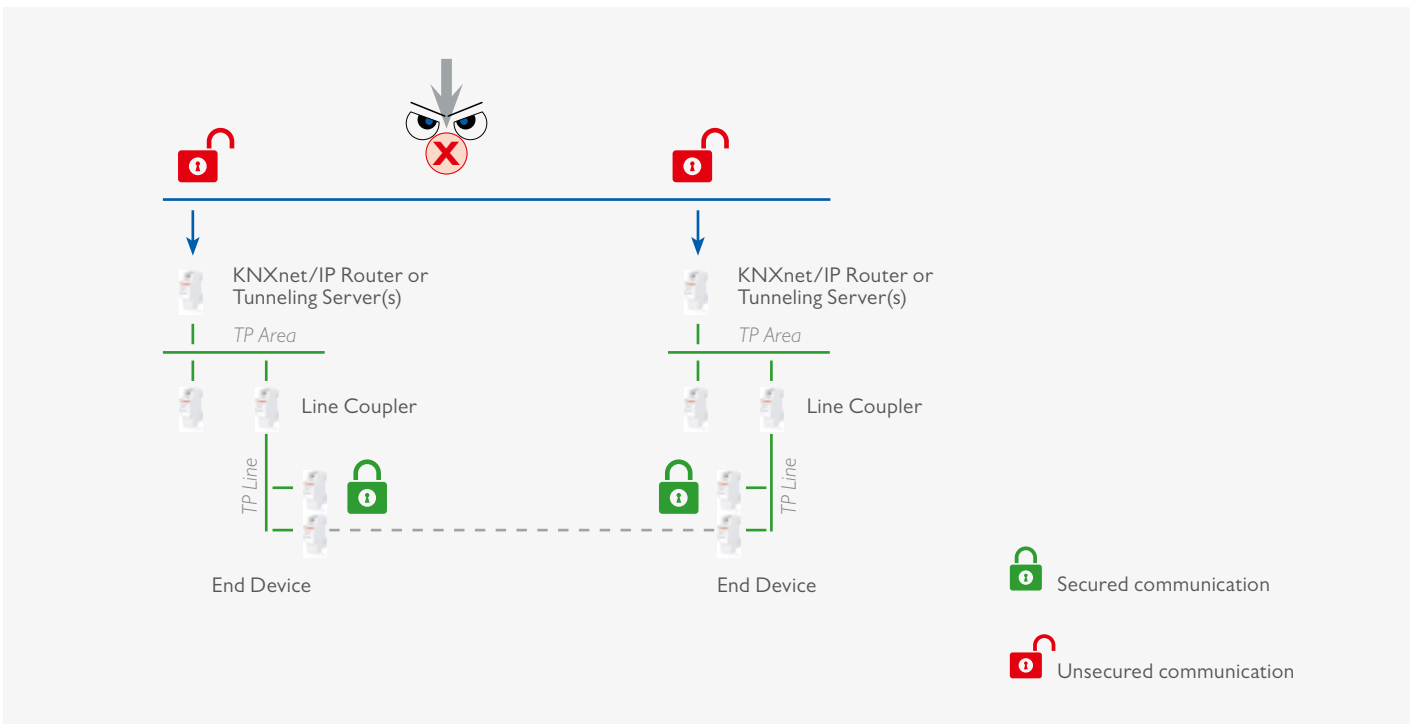 X
KNXnet/IP Router or
Tunneling Server(s)
TP Area
Line Coupler
TP Line
End Device
KNXnet/IP Router or
Tunneling Server(s)
TP Area
Line Coupler
TP Line
End Device
Secured communication
Unsecured communication